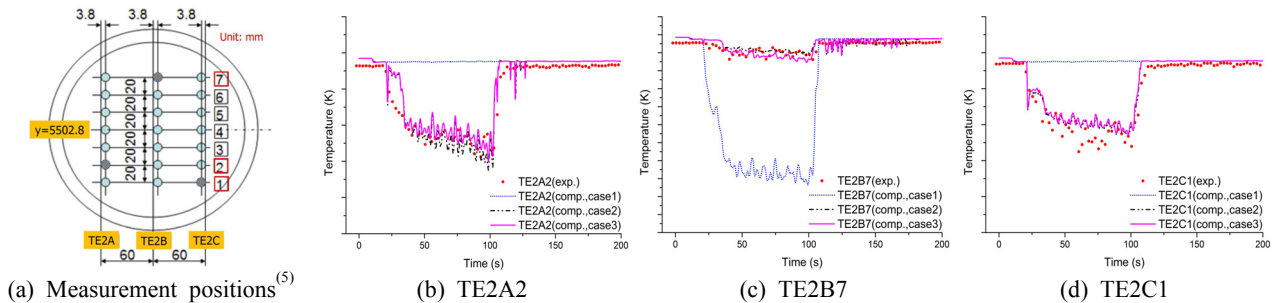 3.8
3.8
3.8
Unit: mm
7
6
5
4
3
2
1
20
20
20
20
20
20
y=5502.8
TE2A
TE2B
TE2C
60
60
(a) Measurement positions(5)
Temperature (K)
TE2A2(exp.)
TE2A2(comp.,case1)
TE2A2(comp.,case2)
TE2A2(comp.,case3)
0 50 100 150 200
Time (s)
(b) TE2A2
Temperature (K)
TE2B7(exp.)
TE2B7(comp.,case1)
TE2B7(comp.,case2)
TE2B7(comp.,case3)
0 50 100 150 200
Time (s)
(c) TE2B7
Temperature (K)
TE2C1(exp.)
TE2C1(comp.,case1)
TE2C1(comp.,case2)
TE2C1(comp.,case3)
0 50 100 150 200
Time (s)
(d) TE2C1